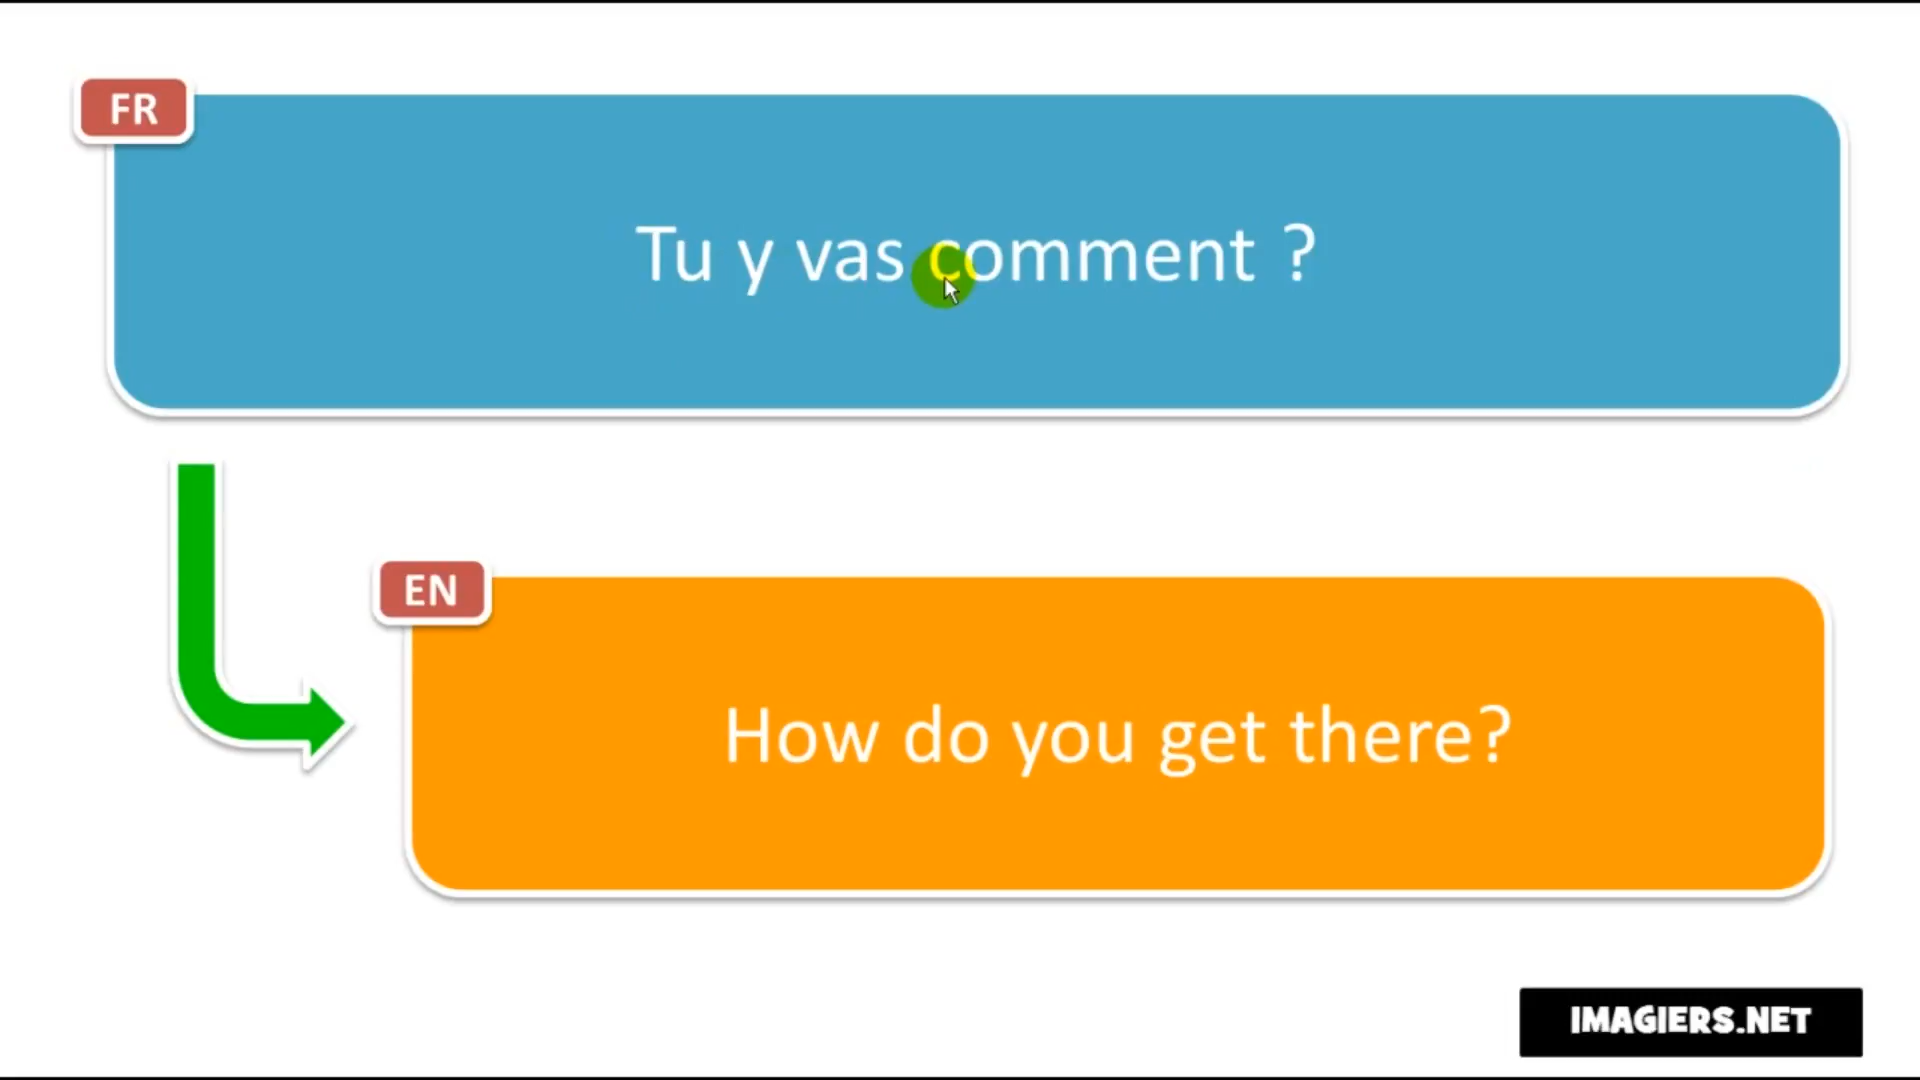 FR
Tu y vas comment ?
EN
How do you get there?
IMAGIERS.NET